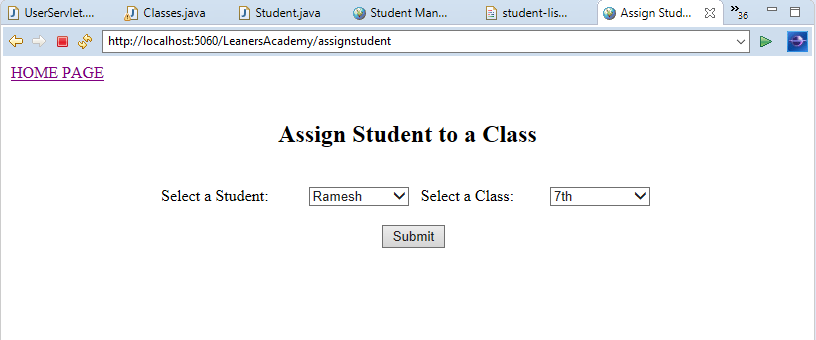 UserServlet.... Classes.java Student.java Student Man... student-lis... Assign Stud... »36
http://localhost:5060/LeanersAcademy/assignstudent
HOME PAGE
Assign Student to a Class
Select a Student: Ramesh Select a Class: 7th
Submit